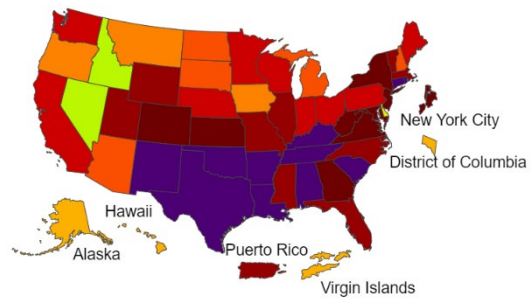 New York City
District of Columbia
Hawaii
Alaska
Puerto Rico
Virgin Islands